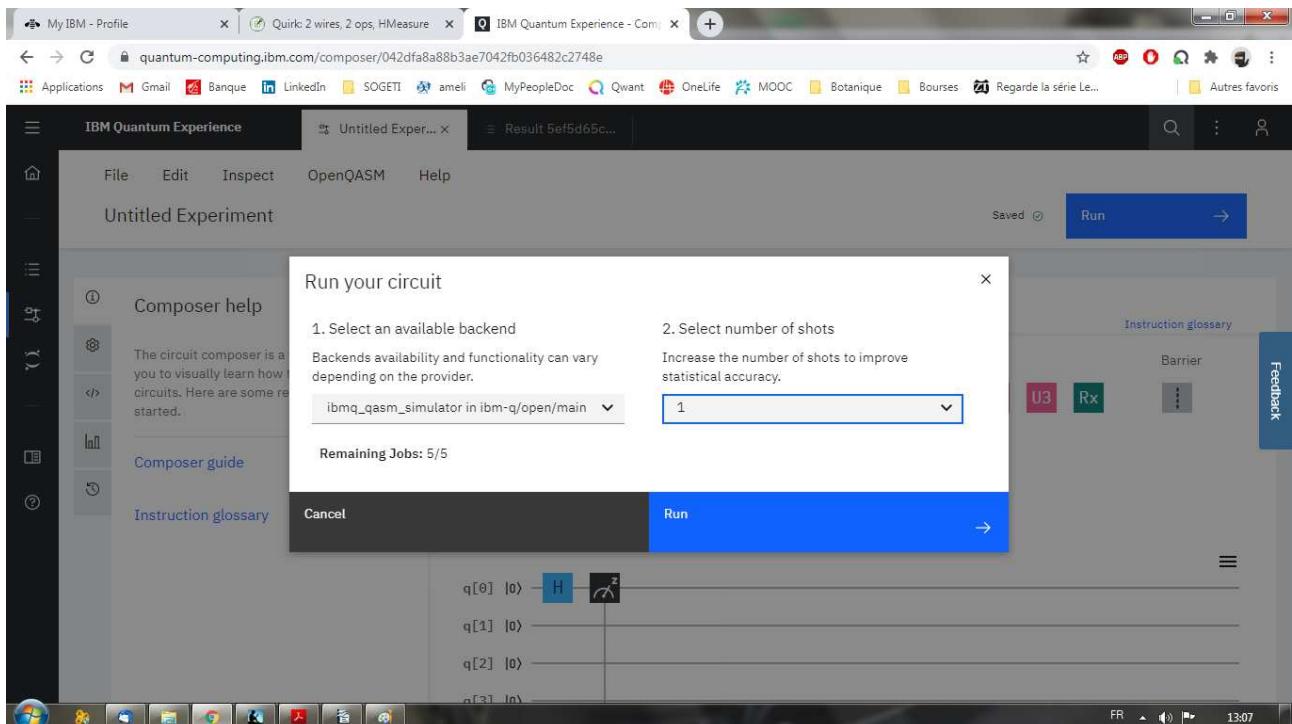 My IBM - Profile
Quirk: 2 wires, 2 ops, HMeasure
IBM Quantum Experience - Com
quantum-computing.ibm.com/composer/042dfa8a88b3ae7042fb036482c2748e
ABP
Applications Gmail Banque LinkedIn SOGETI ameli MyPeopleDoc Qwant OneLife MOOC Botanique Bourses Regarde la série Le... Autres favoris
IBM Quantum Experience Untitled Exper... Result 5ef5d65c...
File Edit Inspect OpenQASM Help
Untitled Experiment Saved Run
Run your circuit
1. Select an available backend
Backends availability and functionality can vary
depending on the provider.
ibmq_qasm_simulator in ibm-q/open/main
Remaining Jobs: 5/5
2. Select number of shots
Increase the number of shots to improve
statistical accuracy.
1
Cancel Run
Composer help
The circuit composer is a
you to visually learn how
circuits. Here are some re
started.
Composer guide
Instruction glossary
Instruction glossary
Barrier
U3 Rx
Feedback
q[0] |0⟩ H z
q[1] |0⟩
q[2] |0⟩
q[3] |0⟩
FR 13:07